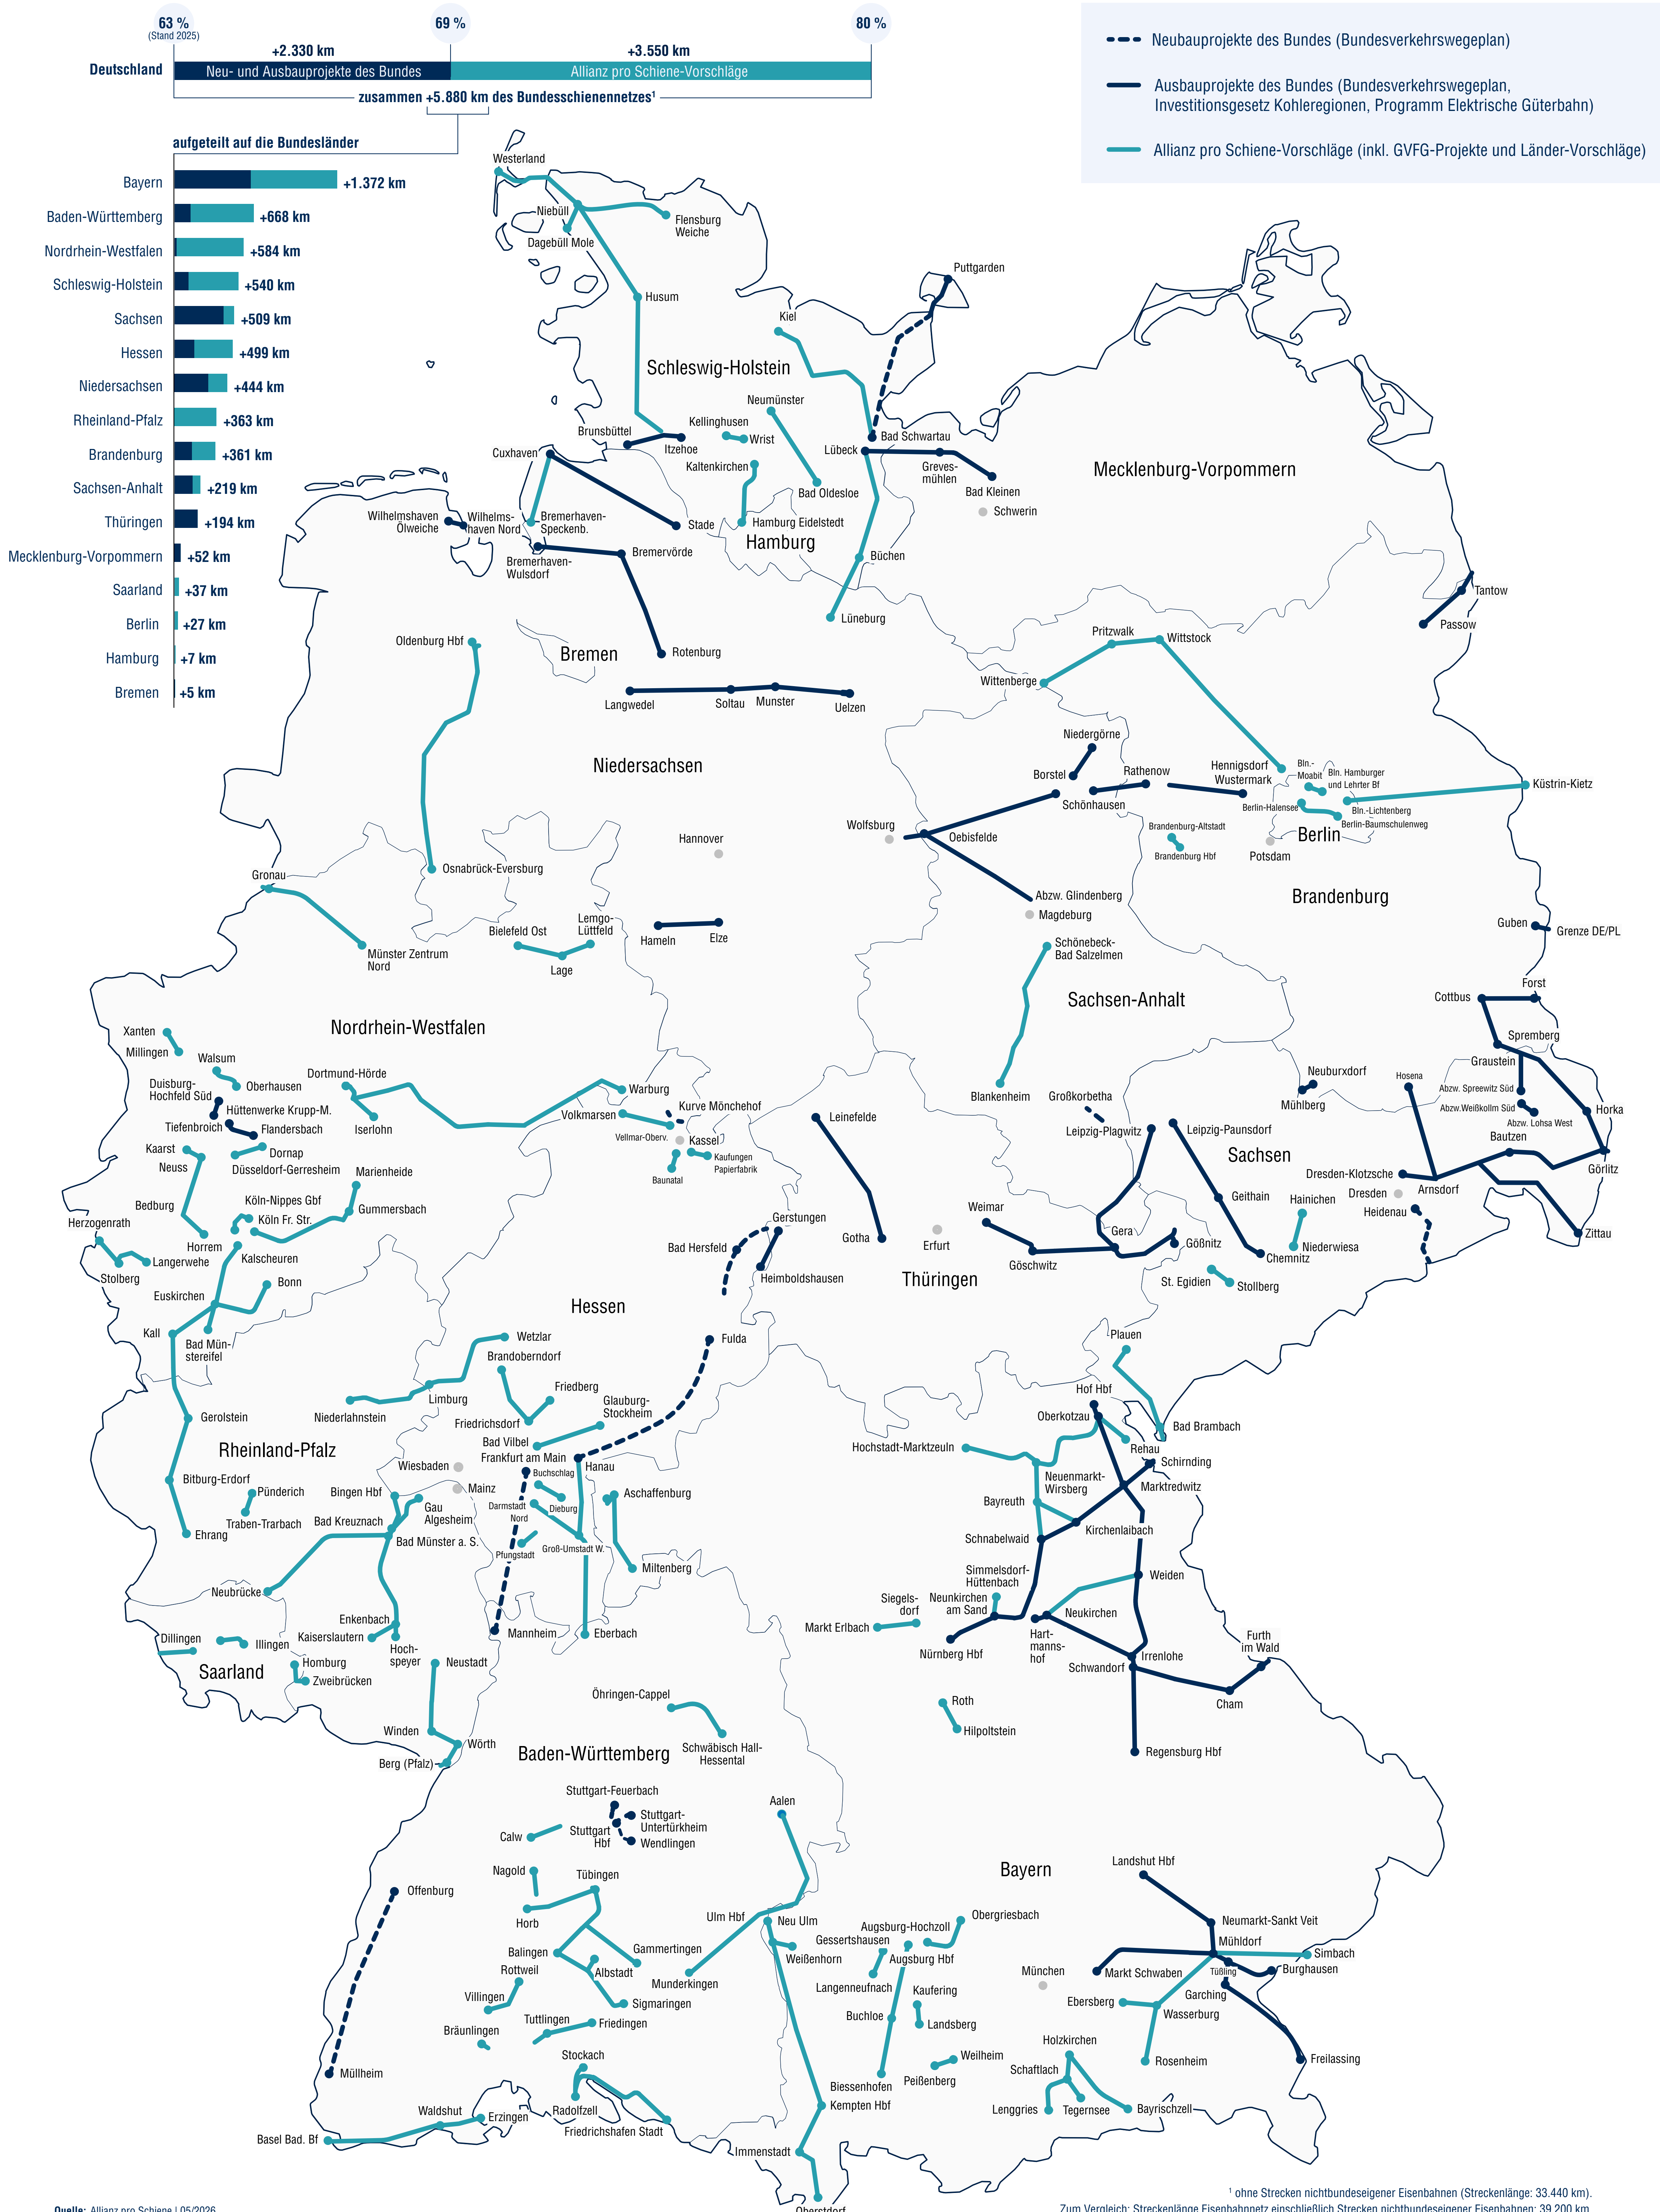 63 %
(Stand 2025)
69 %
80 %
+2.330 km
+3.550 km
Deutschland
Neu- und Ausbauprojekte des Bundes
Allianz pro Schiene-Vorschläge
zusammen +5.880 km des Bundesschienennetzes¹
aufgeteilt auf die Bundesländer
Bayern +1.372 km
Baden-Württemberg +668 km
Nordrhein-Westfalen +584 km
Schleswig-Holstein +540 km
Sachsen +509 km
Hessen +499 km
Niedersachsen +444 km
Rheinland-Pfalz +363 km
Brandenburg +361 km
Sachsen-Anhalt +219 km
Thüringen +194 km
Mecklenburg-Vorpommern +52 km
Saarland +37 km
Berlin +27 km
Hamburg +7 km
Bremen +5 km
Neubauprojekte des Bundes (Bundesverkehrswegeplan)
Ausbauprojekte des Bundes (Bundesverkehrswegeplan,
Investitionsgesetz Kohleregionen, Programm Elektrische Güterbahn)
Allianz pro Schiene-Vorschläge (inkl. GVFG-Projekte und Länder-Vorschläge)
Westerland
Niebüll
Dagebüll Mole
Flensburg
Weiche
Husum
Puttgarden
Kiel
Schleswig-Holstein
Neumünster
Kellinghusen
Wrist
Brunsbüttel
Itzehoe
Kaltenkirchen
Bad Oldesloe
Bad Schwartau
Lübeck
Greves-
mühlen
Bad Kleinen
Schwerin
Mecklenburg-Vorpommern
Cuxhaven
Wilhelmshaven
Ölweiche
Wilhelms-
haven Nord
Bremerhaven-
Speckenb.
Stade
Hamburg Eidelstedt
Hamburg
Bremerhaven-
Wulsdorf
Bremervörde
Büchen
Lüneburg
Tantow
Passow
Oldenburg Hbf
Bremen
Rotenburg
Pritzwalk
Wittstock
Wittenberge
Langwedel
Soltau
Munster
Uelzen
Niedersachsen
Niedergörne
Borstel
Rathenow
Schönhausen
Hennigsdorf
Wustermark
Bln.-
Moabit
Bln. Hamburger
und Lehrter Bf
Küstrin-Kietz
Berlin-Halensee
Bln.-Lichtenberg
Berlin-Baumschulenweg
Berlin
Wolfsburg
Oebisfelde
Brandenburg-Altstadt
Brandenburg Hbf
Potsdam
Hannover
Osnabrück-Eversburg
Gronau
Abzw. Glindenberg
Magdeburg
Brandenburg
Münster Zentrum
Nord
Bielefeld Ost
Lemgo-
Lüttfeld
Lage
Hameln
Elze
Schönebeck-
Bad Salzelmen
Guben
Grenze DE/PL
Sachsen-Anhalt
Cottbus
Forst
Nordrhein-Westfalen
Xanten
Millingen
Walsum
Oberhausen
Duisburg-
Hochfeld Süd
Hüttenwerke Krupp-M.
Tiefenbroich
Flandersbach
Dortmund-Hörde
Iserlohn
Warburg
Volkmarsen
Kurve Mönchehof
Vellmar-Oberv.
Kassel
Kaufungen
Papierfabrik
Baunatal
Blankenheim
Großkorbetha
Leinefelde
Leipzig-Plagwitz
Leipzig-Paunsdorf
Neuburxdorf
Mühlberg
Hosena
Spremberg
Graustein
Abzw. Spreewitz Süd
Abzw.Weißkollm Süd
Abzw. Lohsa West
Horka
Bautzen
Görlitz
Sachsen
Dresden-Klotzsche
Dresden
Arnsdorf
Heidenau
Zittau
Kaarst
Neuss
Dornap
Düsseldorf-Gerresheim
Marienheide
Bedburg
Köln-Nippes Gbf
Köln Fr. Str.
Gummersbach
Herzogenrath
Horrem
Kalscheuren
Langerwehe
Stolberg
Euskirchen
Bonn
Kall
Bad Mün-
stereifel
Gerstungen
Bad Hersfeld
Heimboldshausen
Gotha
Erfurt
Weimar
Göschwitz
Gera
Gößnitz
Geithain
Hainichen
Chemnitz
Niederwiesa
St. Egidien
Stollberg
Thüringen
Hessen
Fulda
Wetzlar
Brandoberndorf
Friedberg
Limburg
Niederlahnstein
Friedrichsdorf
Glauburg-
Stockheim
Bad Vilbel
Frankfurt am Main
Hanau
Gerolstein
Rheinland-Pfalz
Wiesbaden
Mainz
Bitburg-Erdorf
Pünderich
Traben-Trarbach
Ehrang
Bingen Hbf
Gau
Algesheim
Bad Kreuznach
Bad Münster a. S.
Buchschlag
Dieburg
Darmstadt
Nord
Pfungstadt
Groß-Umstadt W.
Aschaffenburg
Miltenberg
Neubrücke
Dillingen
Illingen
Saarland
Homburg
Zweibrücken
Enkenbach
Kaiserslautern
Hoch-
speyer
Neustadt
Mannheim
Eberbach
Winden
Wörth
Berg (Pfalz)
Plauen
Hof Hbf
Oberkotzau
Bad Brambach
Rehau
Schirnding
Hochstadt-Marktzeuln
Neuenmarkt-
Wirsberg
Marktredwitz
Bayreuth
Kirchenlaibach
Schnabelwaid
Simmelsdorf-
Hüttenbach
Neunkirchen
am Sand
Weiden
Siegels-
dorf
Markt Erlbach
Neukirchen
Nürnberg Hbf
Hart-
manns-
hof
Irrenlohe
Schwandorf
Furth
im Wald
Cham
Roth
Hilpoltstein
Regensburg Hbf
Öhringen-Cappel
Schwäbisch Hall-
Hessental
Baden-Württemberg
Stuttgart-Feuerbach
Stuttgart-
Untertürkheim
Stuttgart
Hbf
Wendlingen
Calw
Aalen
Nagold
Tübingen
Horb
Offenburg
Ulm Hbf
Neu Ulm
Weißenhorn
Balingen
Gammertingen
Albstadt
Munderkingen
Rottweil
Sigmaringen
Villingen
Tuttlingen
Friedingen
Bräunlingen
Stockach
Radolfzell
Friedrichshafen Stadt
Müllheim
Waldshut
Erzingen
Basel Bad. Bf
Bayern
Landshut Hbf
Obergriesbach
Augsburg-Hochzoll
Gessertshausen
Augsburg Hbf
Neumarkt-Sankt Veit
Mühldorf
Simbach
Langenneufnach
München
Markt Schwaben
Tüßling
Burghausen
Kaufering
Landsberg
Buchloe
Ebersberg
Garching
Wasserburg
Weilheim
Peißenberg
Biessenhofen
Holzkirchen
Schaftlach
Rosenheim
Freilassing
Kempten Hbf
Lenggries
Tegernsee
Bayrischzell
Immenstadt
Oberstdorf
Quelle: Allianz pro Schiene | 05/2026
¹ ohne Strecken nichtbundeseigener Eisenbahnen (Streckenlänge: 33.440 km).
Zum Vergleich: Streckenlänge Eisenbahnnetz einschließlich Strecken nichtbundeseigener Eisenbahnen: 39.200 km